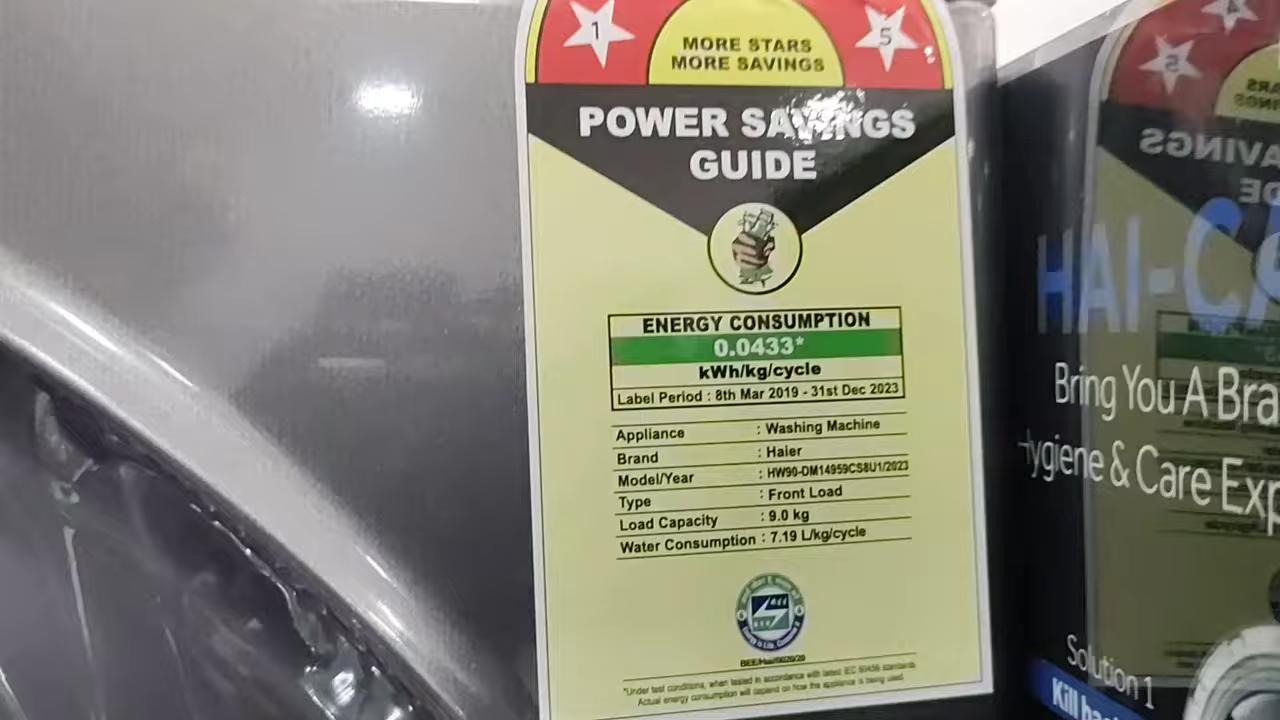 1
5
MORE STARS
MORE SAVINGS
POWER SAVINGS
GUIDE
ENERGY CONSUMPTION
0.0433*
kWh/kg/cycle
Label Period : 8th Mar 2019 - 31st Dec 2023
Appliance : Washing Machine
Brand : Haier
Model/Year : HW90-DM14959CS8U1/2023
Type : Front Load
Load Capacity : 9.0 kg
Water Consumption : 7.19 L/kg/cycle
*Under test conditions, when tested in accordance with latest IEC 60456 standards
Actual energy consumption will depend on how the appliance is being used.
HAI-CA
Bring You A Bra
Hygiene & Care Exp
Solution 1
Kill